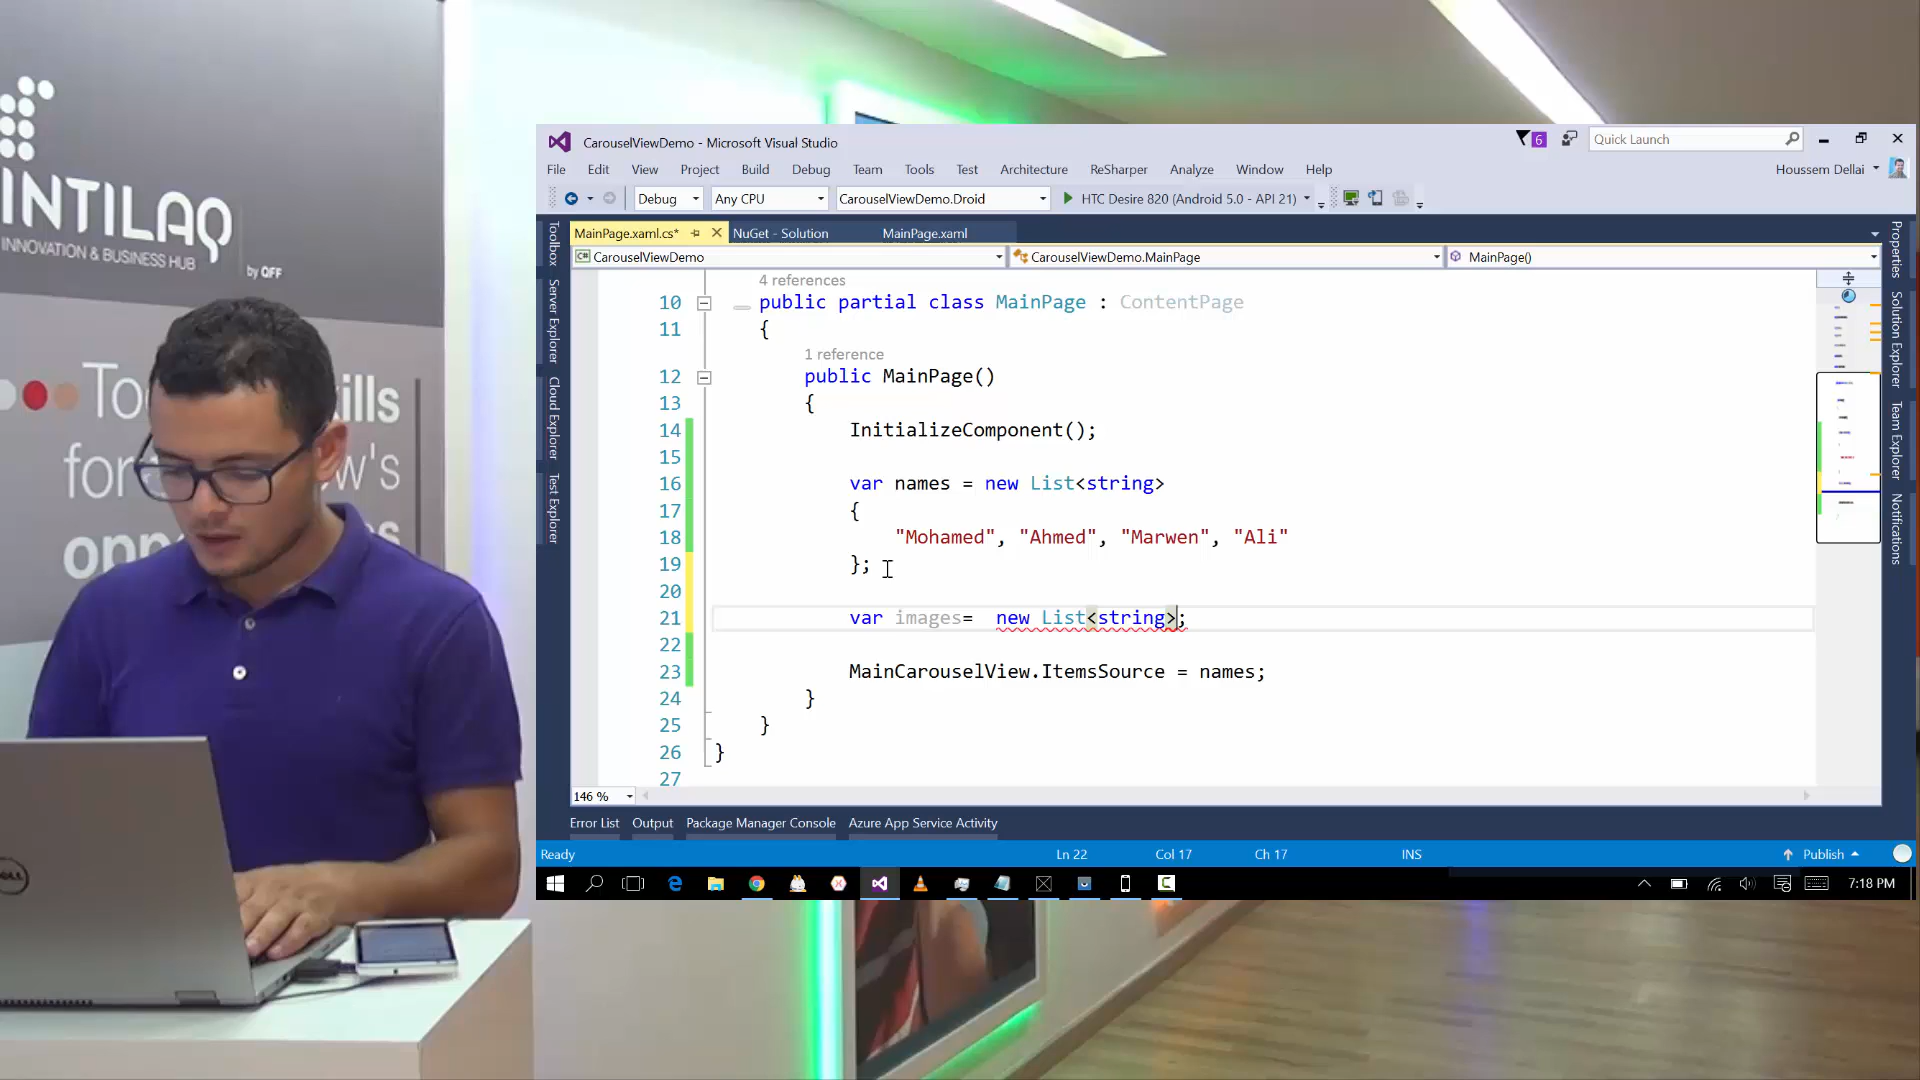 INTILAQ
INNOVATION & BUSINESS HUB
by QFF
CarouselViewDemo - Microsoft Visual Studio
6
Quick Launch
File Edit View Project Build Debug Team Tools Test Architecture ReSharper Analyze Window Help
Houssem Dellai
Debug Any CPU CarouselViewDemo.Droid HTC Desire 820 (Android 5.0 - API 21)
MainPage.xaml.cs* NuGet - Solution MainPage.xaml
C# CarouselViewDemo CarouselViewDemo.MainPage MainPage()
Toolbox
Server Explorer
Cloud Explorer
Test Explorer
4 references
10 public partial class MainPage : ContentPage
11 {
1 reference
12 public MainPage()
13 {
14 InitializeComponent();
15
16 var names = new List<string>
17 {
18 "Mohamed", "Ahmed", "Marwen", "Ali"
19 };
20
21 var images=  new List<string>;
22
23 MainCarouselView.ItemsSource = names;
24 }
25 }
26 }
27
146 %
Properties
Solution Explorer
Team Explorer
Notifications
Error List Output Package Manager Console Azure App Service Activity
Ready Ln 22 Col 17 Ch 17 INS Publish
7:18 PM
DELL